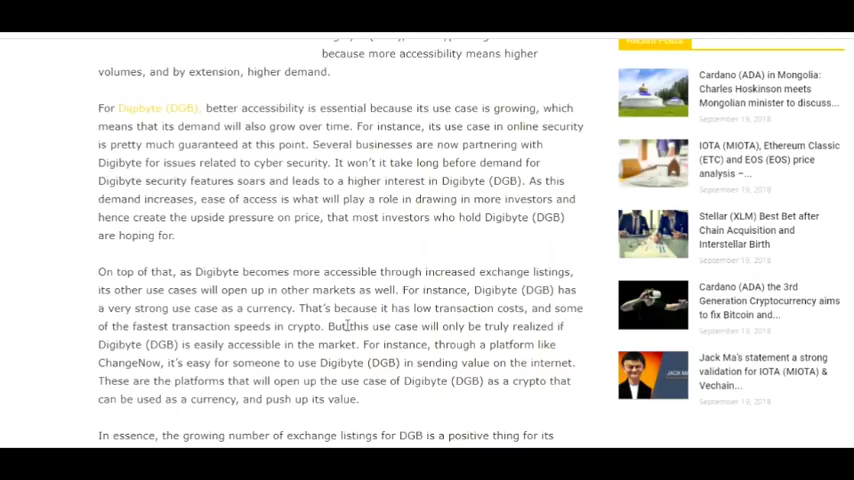 because more accessibility means higher
volumes, and by extension, higher demand.
For Digibyte (DGB), better accessibility is essential because its use case is growing, which
means that its demand will also grow over time. For instance, its use case in online security
is pretty much guaranteed at this point. Several businesses are now partnering with
Digibyte for issues related to cyber security. It won't it take long before demand for
Digibyte security features soars and leads to a higher interest in Digibyte (DGB). As this
demand increases, ease of access is what will play a role in drawing in more investors and
hence create the upside pressure on price, that most investors who hold Digibyte (DGB)
are hoping for.
On top of that, as Digibyte becomes more accessible through increased exchange listings,
its other use cases will open up in other markets as well. For instance, Digibyte (DGB) has
a very strong use case as a currency. That's because it has low transaction costs, and some
of the fastest transaction speeds in crypto. But this use case will only be truly realized if
Digibyte (DGB) is easily accessible in the market. For instance, through a platform like
ChangeNow, it's easy for someone to use Digibyte (DGB) in sending value on the internet.
These are the platforms that will open up the use case of Digibyte (DGB) as a crypto that
can be used as a currency, and push up its value.
In essence, the growing number of exchange listings for DGB is a positive thing for its
Cardano (ADA) in Mongolia:
Charles Hoskinson meets
Mongolian minister to discuss...
September 19, 2018
IOTA (MIOTA), Ethereum Classic
(ETC) and EOS (EOS) price
analysis –...
September 19, 2018
Stellar (XLM) Best Bet after
Chain Acquisition and
Interstellar Birth
September 19, 2018
Cardano (ADA) the 3rd
Generation Cryptocurrency aims
to fix Bitcoin and...
September 19, 2018
Jack Ma's statement a strong
validation for IOTA (MIOTA) &
Vechain...
September 19, 2018
JACK MA